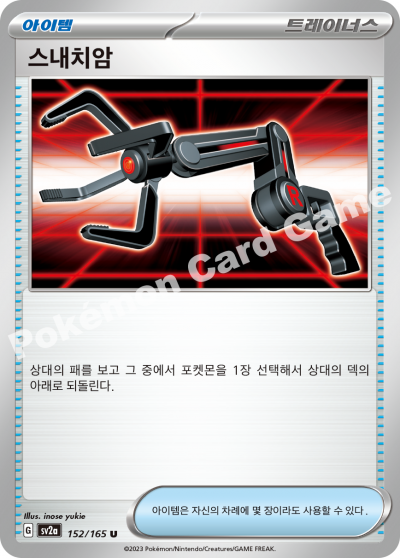 아이템
트레이너스
스내치암
R
Pokémon Card Game
상대의 패를 보고 그 중에서 포켓몬을 1장 선택해서 상대의 덱의
아래로 되돌린다.
Illus. inose yukie
아이템은 자신의 차례에 몇 장이라도 사용할 수 있다.
G sv2a 152/165 U
©2023 Pokémon/Nintendo/Creatures/GAME FREAK.